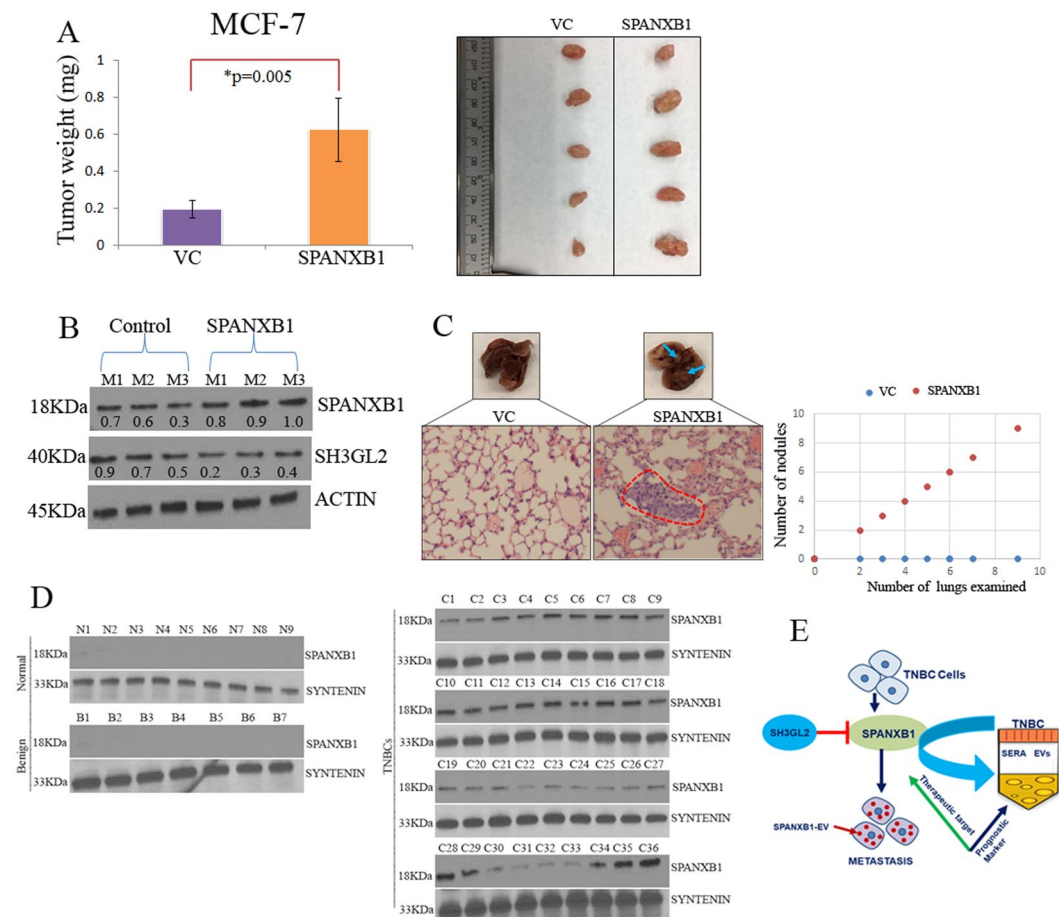 A
MCF-7
Tumor weight (mg)
1
0.8
0.6
0.4
0.2
0
*p=0.005
VC
SPANXB1
VC SPANXB1
B
Control SPANXB1
M1 M2 M3 M1 M2 M3
18KDa SPANXB1
0.7 0.6 0.3 0.8 0.9 1.0
40KDa SH3GL2
0.9 0.7 0.5 0.2 0.3 0.4
45KDa ACTIN
C
VC SPANXB1
VC SPANXB1
Number of nodules
10
8
6
4
2
0
0 2 4 6 8 10
Number of lungs examined
D
Normal
N1 N2 N3 N4 N5 N6 N7 N8 N9
18KDa SPANXB1
33KDa SYNTENIN
Benign
B1 B2 B3 B4 B5 B6 B7
18KDa SPANXB1
33KDa SYNTENIN
TNBCs
C1 C2 C3 C4 C5 C6 C7 C8 C9
18KDa SPANXB1
33KDa SYNTENIN
C10 C11 C12 C13 C14 C15 C16 C17 C18
18KDa SPANXB1
33KDa SYNTENIN
C19 C20 C21 C22 C23 C24 C25 C26 C27
18KDa SPANXB1
33KDa SYNTENIN
C28 C29 C30 C31 C32 C33 C34 C35 C36
18KDa SPANXB1
33KDa SYNTENIN
E
TNBC Cells
SH3GL2
SPANXB1
TNBC
SERA EVs
Therapeutic target
Prognostic
Marker
SPANXB1-EV
METASTASIS